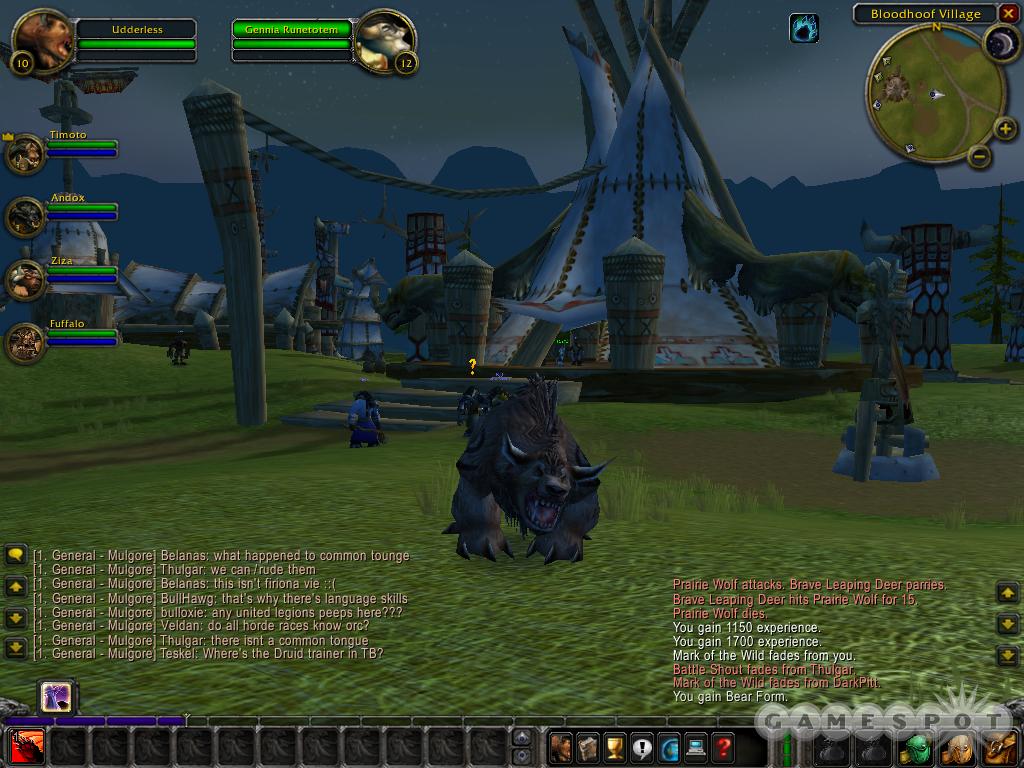 Udderless
10
Gennia Runetotem
12
Bloodhoof Village
N
Timoto
Andox
Ziza
Fuffalo
?
[1. General - Mulgore] Belanas: what happened to common tounge
[1. General - Mulgore] Thulgar: we can /rude them
[1. General - Mulgore] Belanas: this isn't firiona vie ::(
[1. General - Mulgore] BullHawg: that's why there's language skills
[1. General - Mulgore] bulloxie: any united legions peeps here???
[1. General - Mulgore] Veldan: do all horde races know orc?
[1. General - Mulgore] Thulgar: there isnt a common tongue
[1. General - Mulgore] Teskel: Where's the Druid trainer in TB?
Prairie Wolf attacks. Brave Leaping Deer parries.
Brave Leaping Deer hits Prairie Wolf for 15.
Prairie Wolf dies.
You gain 1150 experience.
You gain 1700 experience.
Mark of the Wild fades from you.
Battle Shout fades from Thulgar.
Mark of the Wild fades from DarkPitt.
You gain Bear Form.
GAMESPOT
1
!
?